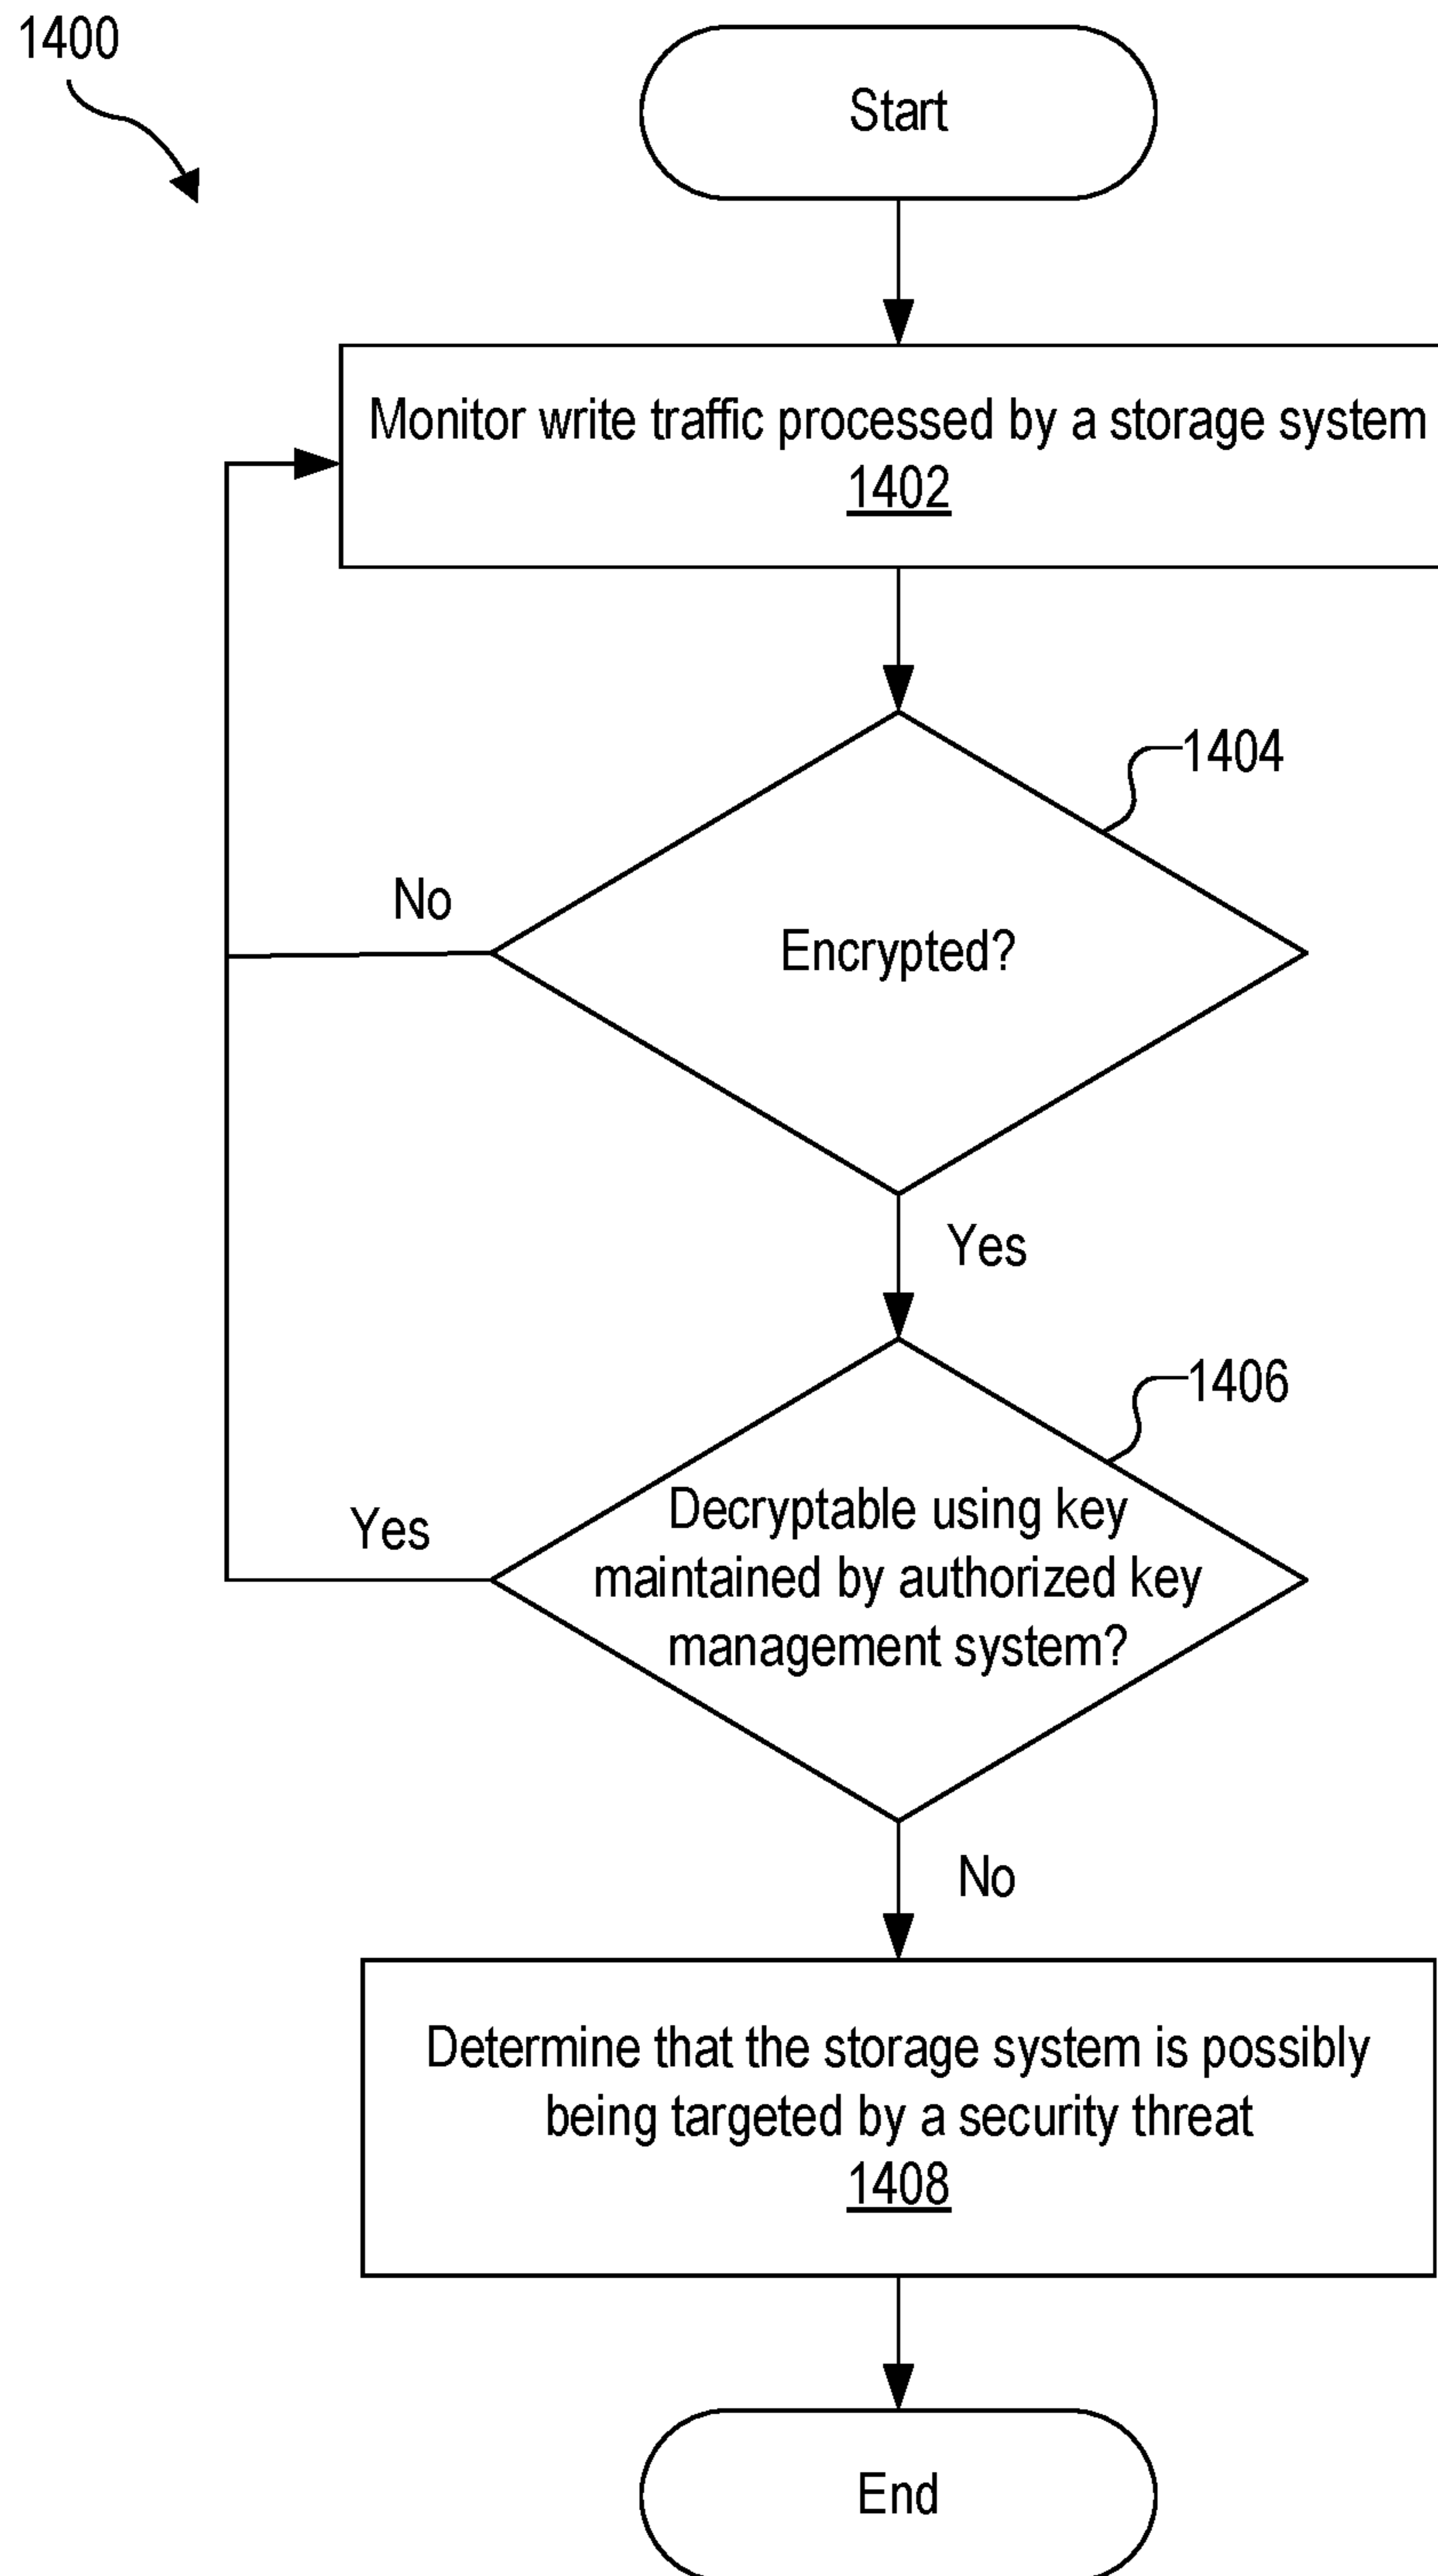 1400
Start
Monitor write traffic processed by a storage system
1402
1404
No
Encrypted?
Yes
1406
Yes
Decryptable using key
maintained by authorized key
management system?
No
Determine that the storage system is possibly
being targeted by a security threat
1408
End